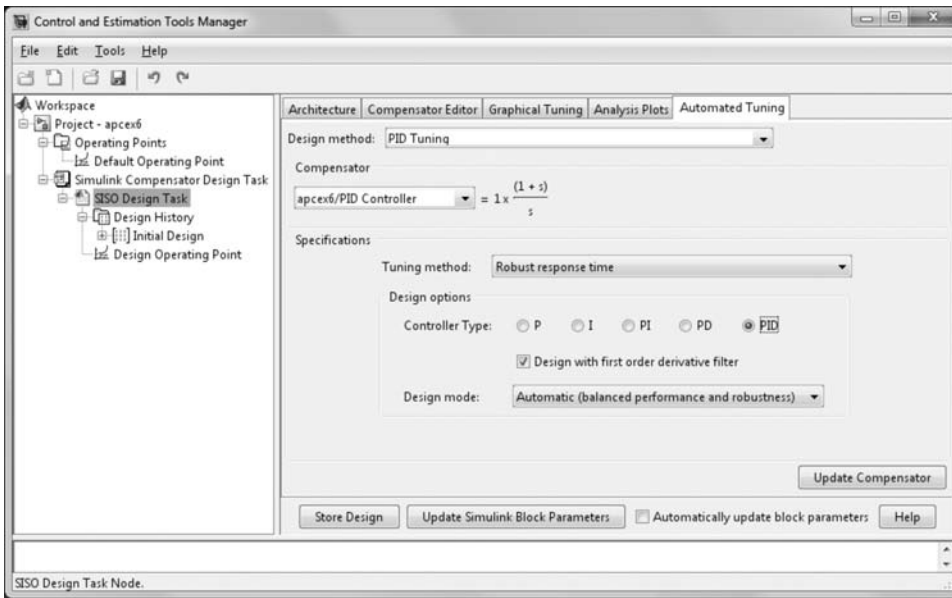 Control and Estimation Tools Manager
File Edit Tools Help
Workspace
Project - apcex6
Operating Points
Default Operating Point
Simulink Compensator Design Task
SISO Design Task
Design History
Initial Design
Design Operating Point
Architecture Compensator Editor Graphical Tuning Analysis Plots Automated Tuning
Design method: PID Tuning
Compensator
apcex6/PID Controller = 1 x (1 + s)
s
Specifications
Tuning method: Robust response time
Design options
Controller Type: P I PI PD PID
Design with first order derivative filter
Design mode: Automatic (balanced performance and robustness)
Update Compensator
Store Design Update Simulink Block Parameters Automatically update block parameters Help
SISO Design Task Node.